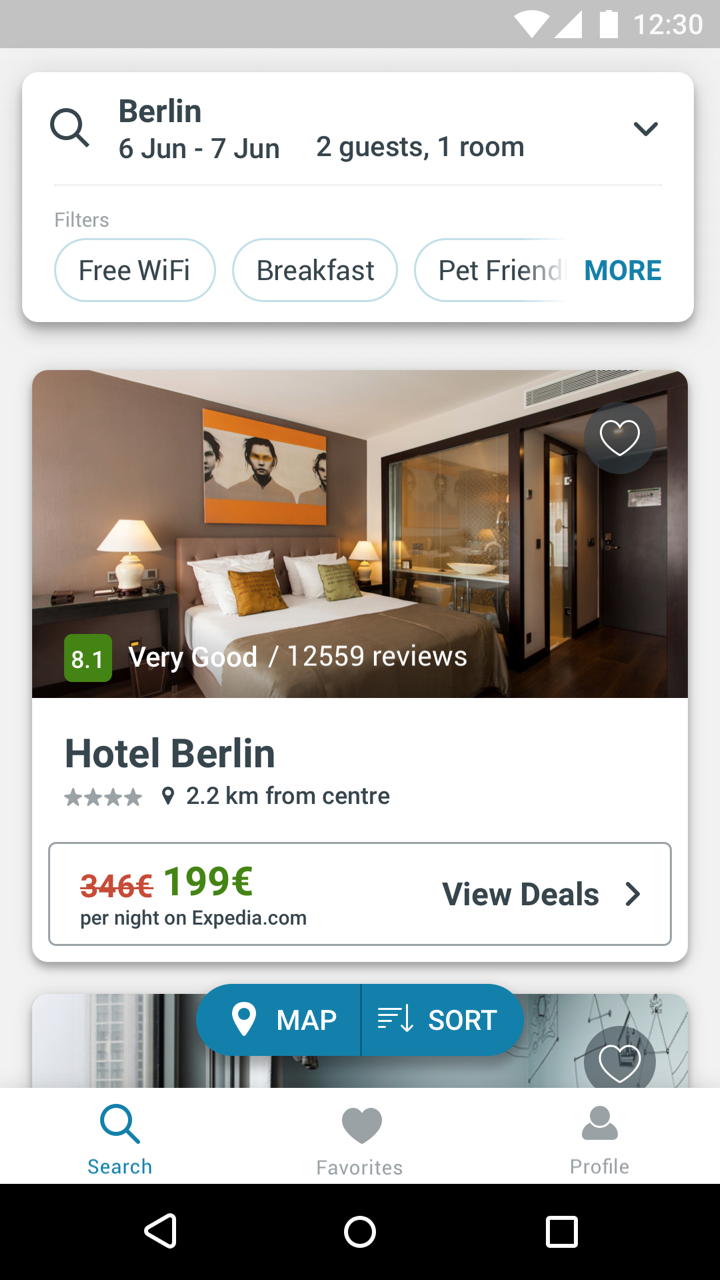 12:30
Berlin
6 Jun - 7 Jun 2 guests, 1 room
Filters
Free WiFi Breakfast Pet Friend MORE
8.1 Very Good / 12559 reviews
Hotel Berlin
2.2 km from centre
346€ 199€
per night on Expedia.com
View Deals
MAP SORT
Search Favorites Profile